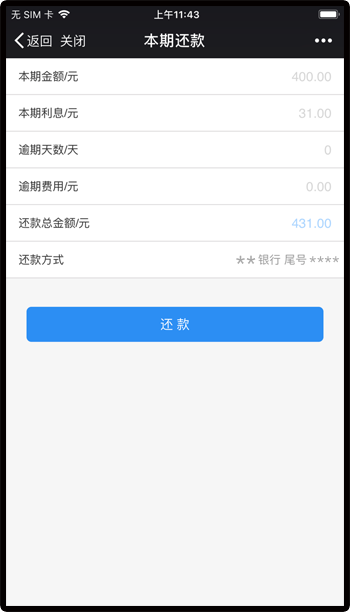 无 SIM 卡 上午11:43
返回 关闭 本期还款
本期金额/元 400.00
本期利息/元 31.00
逾期天数/天 0
逾期费用/元 0.00
还款总金额/元 431.00
还款方式 **银行 尾号 ****
还 款